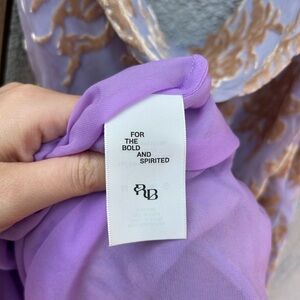 FOR
THE
BOLD
AND
SPIRITED